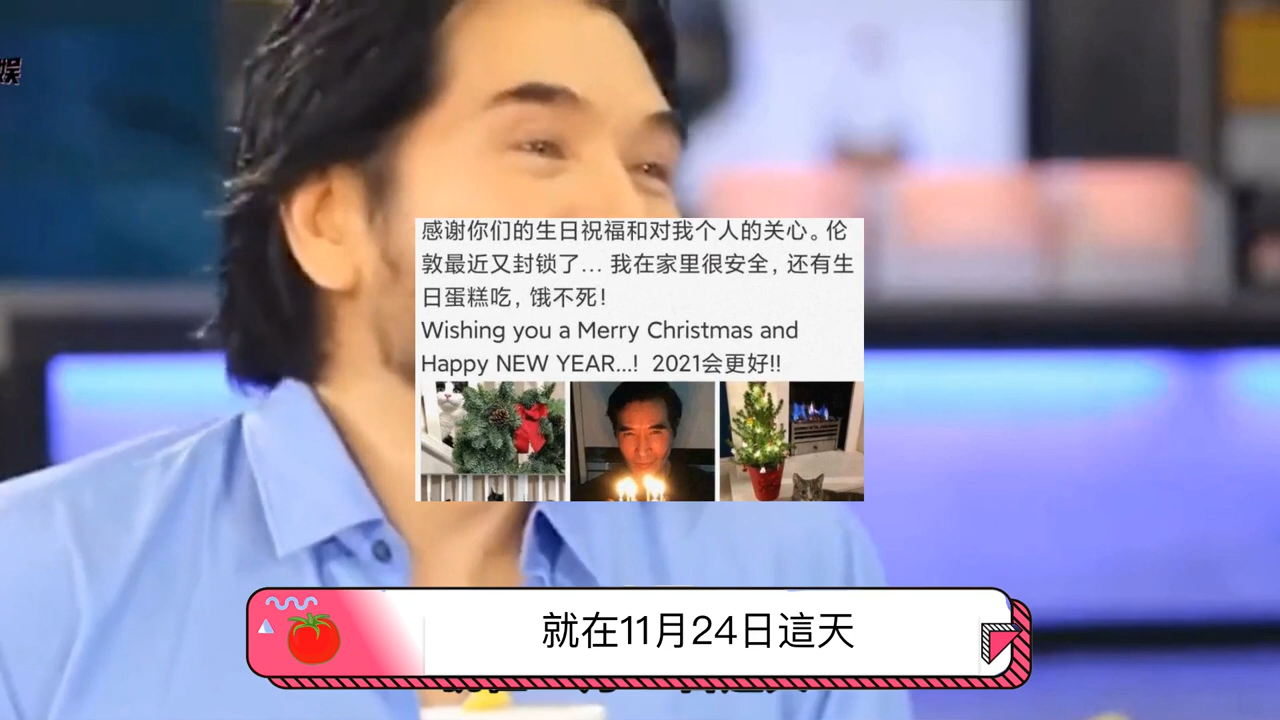 娱
感谢你们的生日祝福和对我个人的关心。伦
敦最近又封锁了... 我在家里很安全，还有生
日蛋糕吃，饿不死！
Wishing you a Merry Christmas and
Happy NEW YEAR...! 2021会更好!!
就在11月24日這天